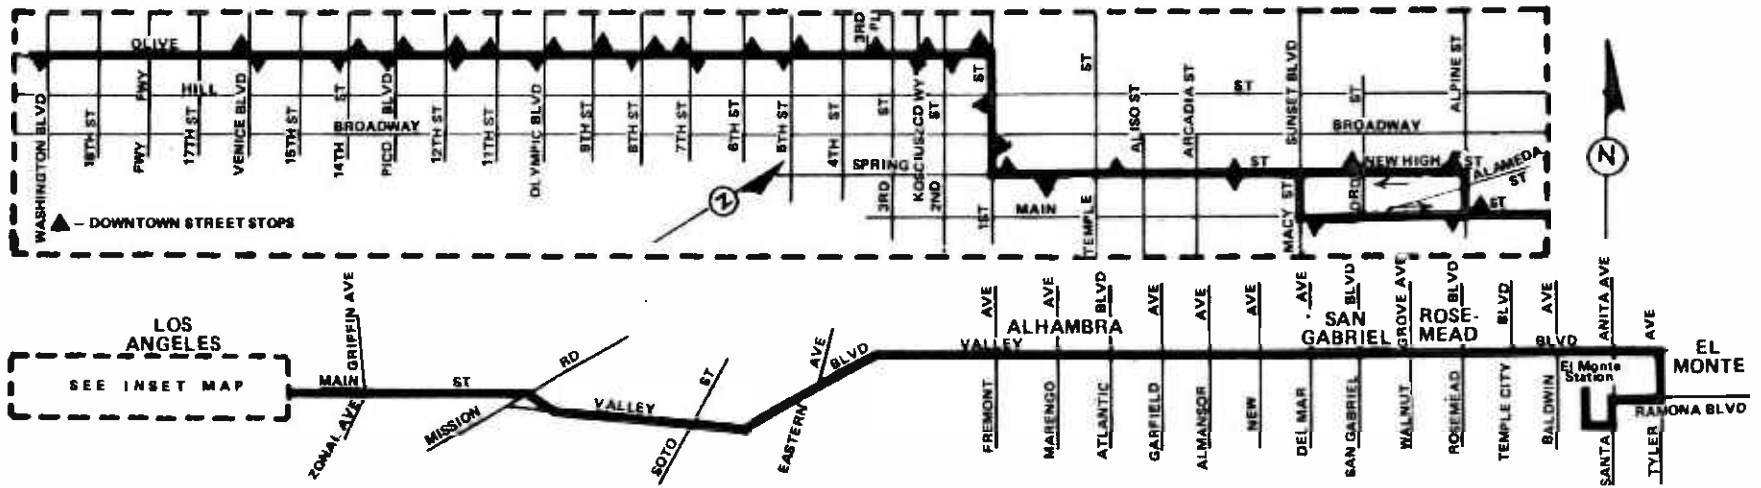 OLIVE
HILL
BROADWAY
SPRING
MAIN
ST
BROADWAY
ST
NEW HIGH ST
ALAMEDA
ST
ST
WASHINGTON BLVD
18TH ST
FWY FWY
17TH ST
VENICE BLVD
15TH ST
14TH ST
PICO BLVD
12TH ST
11TH ST
OLYMPIC BLVD
9TH ST
8TH ST
7TH ST
6TH ST
5TH ST
4TH ST
3RD PL
3RD ST
KOSCIUSZCO WY
2ND ST
1ST ST
TEMPLE ST
ALISO ST
ARCADIA ST
SUNSET BLVD
MACY ST
ORD ST
ALPINE ST
Z
– DOWNTOWN STREET STOPS
N
LOS
ANGELES
SEE INSET MAP
MAIN ST
GRIFFIN AVE
ZONAL AVE
MISSION RD
VALLEY BLVD
SOTO ST
EASTERN AVE
ALHAMBRA
SAN
GABRIEL
ROSE-
MEAD
EL
MONTE
VALLEY BLVD
FREMONT AVE
MARENGO AVE
ATLANTIC BLVD
GARFIELD AVE
ALMANSOR AVE
NEW AVE
DEL MAR AVE
SAN GABRIEL BLVD
WALNUT GROVE AVE
ROSEMEAD BLVD
TEMPLE CITY BLVD
BALDWIN AVE
El Monte
Station
SANTA ANITA AVE
TYLER AVE
RAMONA BLVD